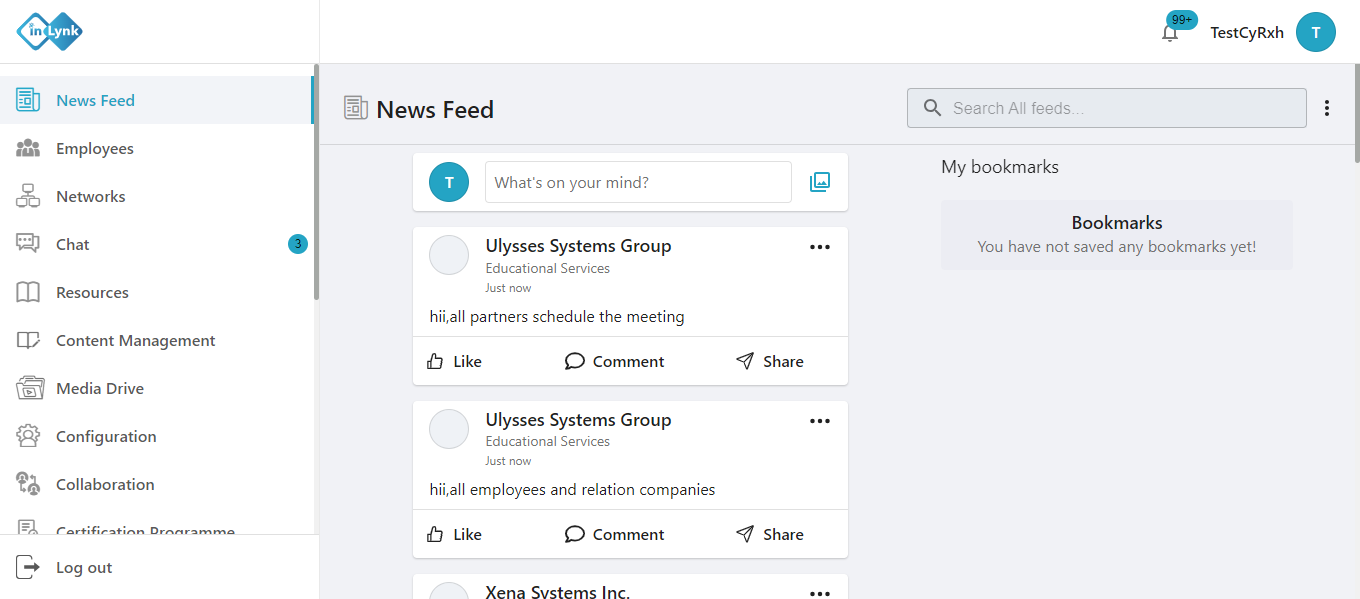 in Lynk
99+
TestCyRxh
T
News Feed
Employees
Networks
Chat
3
Resources
Content Management
Media Drive
Configuration
Collaboration
Certification Programme
Log out
News Feed
Search All feeds...
T
What's on your mind?
Ulysses Systems Group
Educational Services
Just now
hii,all partners schedule the meeting
Like
Comment
Share
Ulysses Systems Group
Educational Services
Just now
hii,all employees and relation companies
Like
Comment
Share
Xena Systems Inc.
My bookmarks
Bookmarks
You have not saved any bookmarks yet!